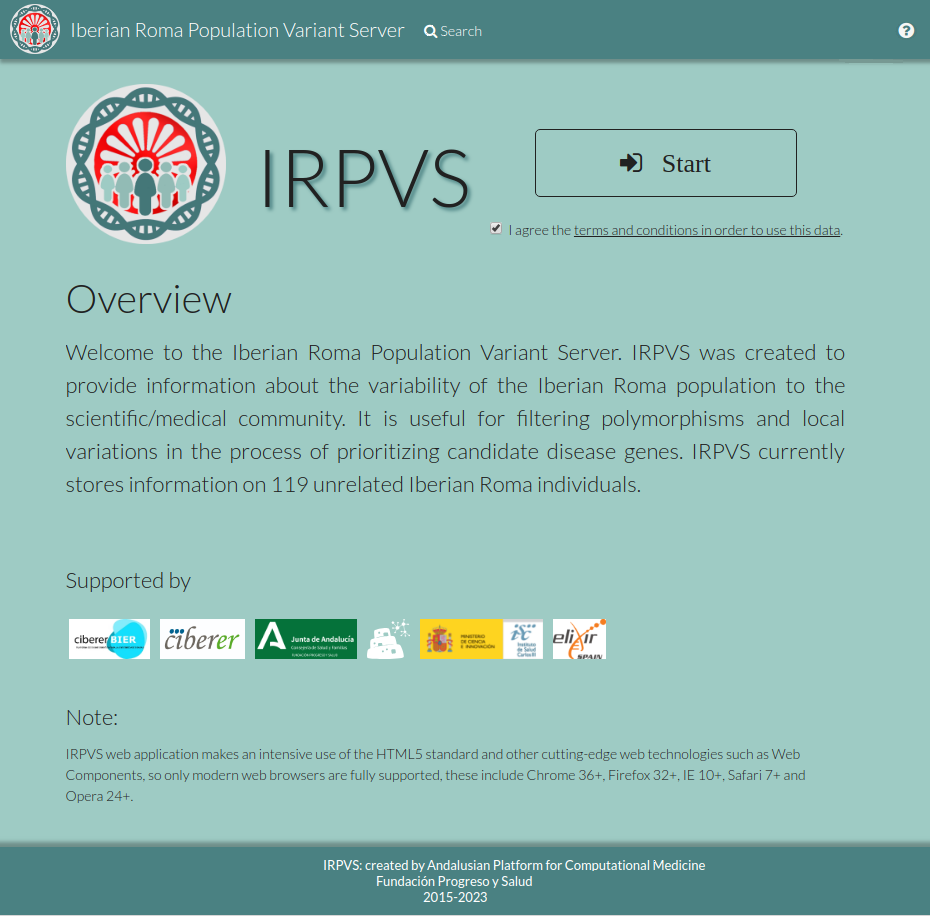 Iberian Roma Population Variant Server Search
IRPVS
Start
I agree the terms and conditions in order to use this data.
Overview
Welcome to the Iberian Roma Population Variant Server. IRPVS was created to
provide information about the variability of the Iberian Roma population to the
scientific/medical community. It is useful for filtering polymorphisms and local
variations in the process of prioritizing candidate disease genes. IRPVS currently
stores information on 119 unrelated Iberian Roma individuals.
Supported by
cibererBIER
ciberer
Junta de Andalucía
Consejería de Salud y Familias
FUNDACIÓN PROGRESO Y SALUD
MINISTERIO
DE CIENCIA
E INNOVACIÓN
Instituto
de Salud
Carlos III
elixir
SPAIN
Note:
IRPVS web application makes an intensive use of the HTML5 standard and other cutting-edge web technologies such as Web
Components, so only modern web browsers are fully supported, these include Chrome 36+, Firefox 32+, IE 10+, Safari 7+ and
Opera 24+.
IRPVS: created by Andalusian Platform for Computational Medicine
Fundación Progreso y Salud
2015-2023